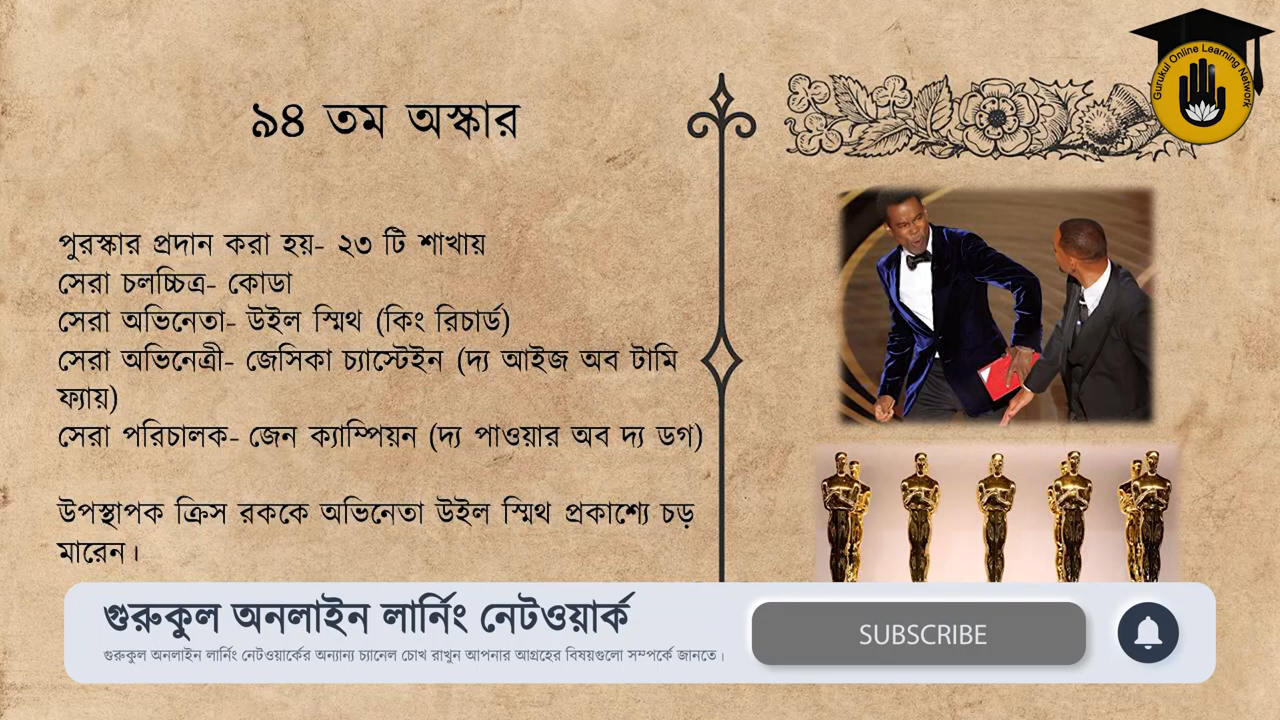 ৯৪ তম অস্কার
Gurukul Online Learning Network
পুরস্কার প্রদান করা হয়- ২৩ টি শাখায়
সেরা চলচ্চিত্র- কোডা
সেরা অভিনেতা- উইল স্মিথ (কিং রিচার্ড)
সেরা অভিনেত্রী- জেসিকা চ্যাস্টেইন (দ্য আইজ অব টামি
ফ্যায়)
সেরা পরিচালক- জেন ক্যাম্পিয়ন (দ্য পাওয়ার অব দ্য ডগ)
উপস্থাপক ক্রিস রককে অভিনেতা উইল স্মিথ প্রকাশ্যে চড়
মারেন।
গুরুকুল অনলাইন লার্নিং নেটওয়ার্ক
গুরুকুল অনলাইন লার্নিং নেটওয়ার্কের অন্যান্য চ্যানেল চোখ রাখুন আপনার আগ্রহের বিষয়গুলো সম্পর্কে জানতে।
SUBSCRIBE